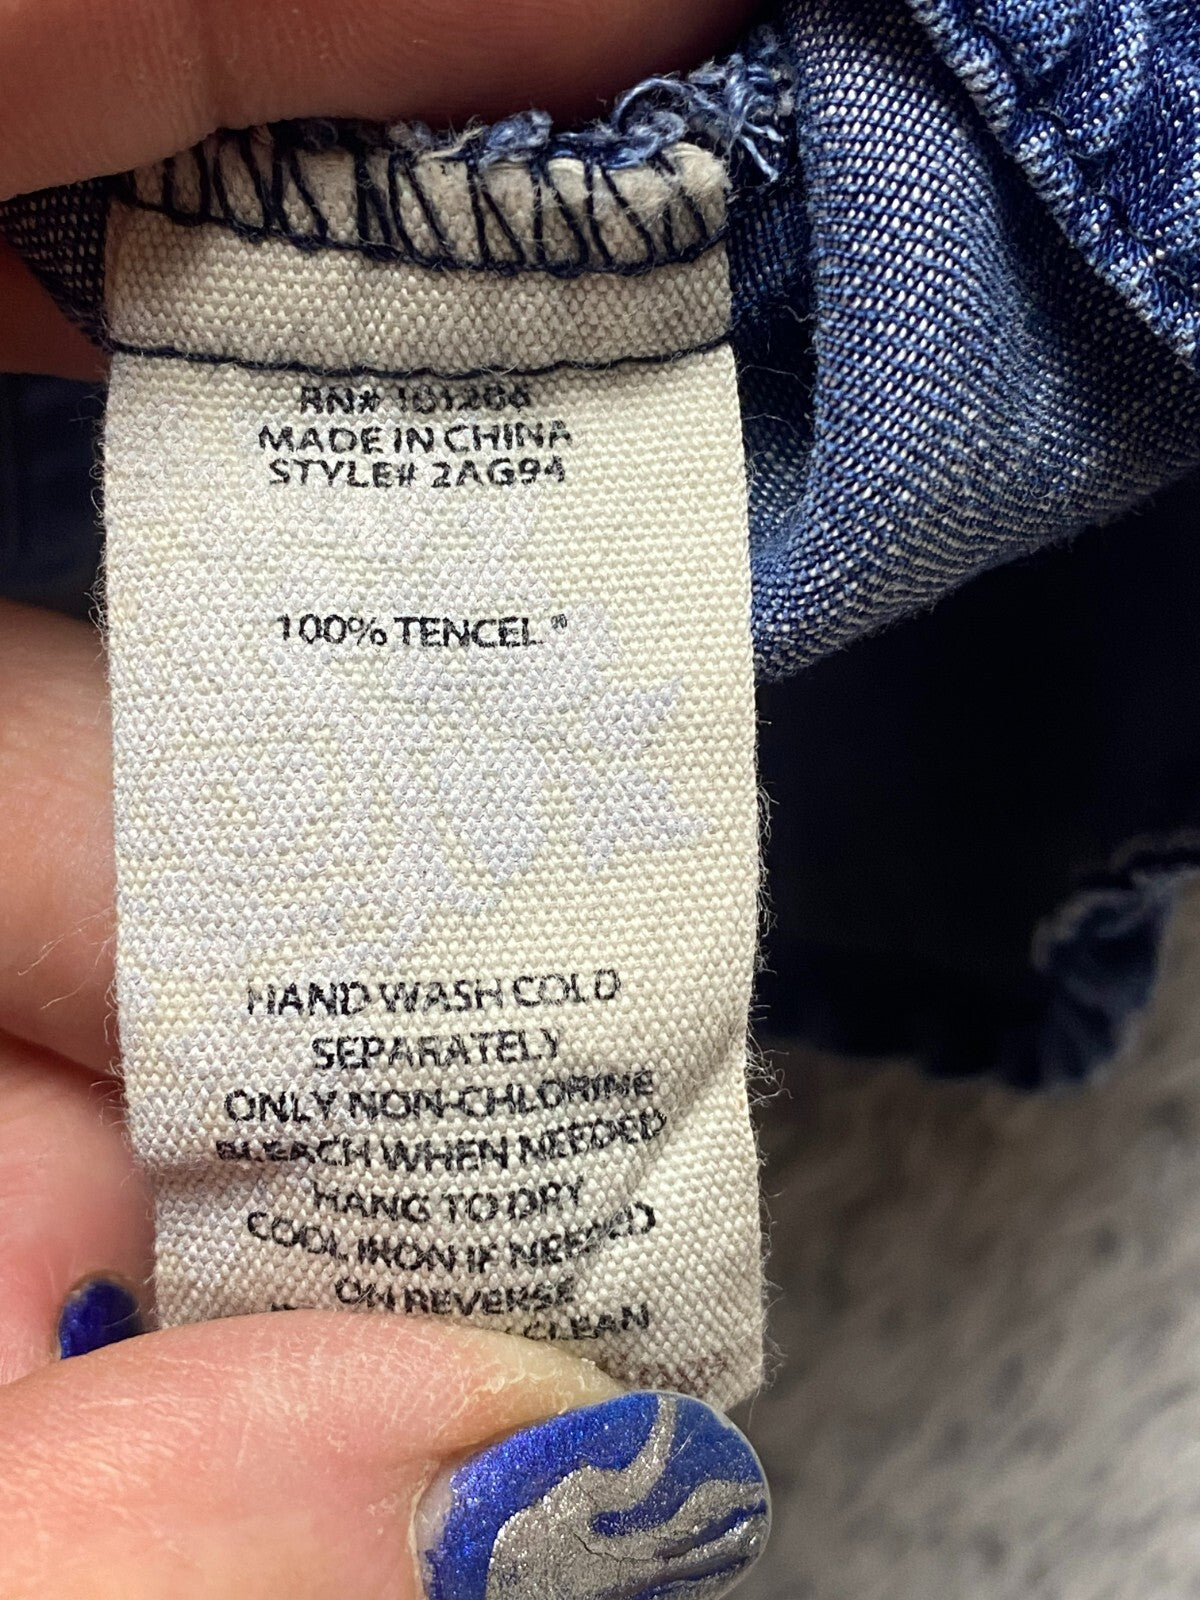 RN# 101206
MADE IN CHINA
STYLE# 2AG94
100% TENCEL®
HAND WASH COLD
SEPARATELY
ONLY NON-CHLORINE
BLEACH WHEN NEEDED
HANG TO DRY
COOL IRON IF NEEDED
ON REVERSE
CLEAN